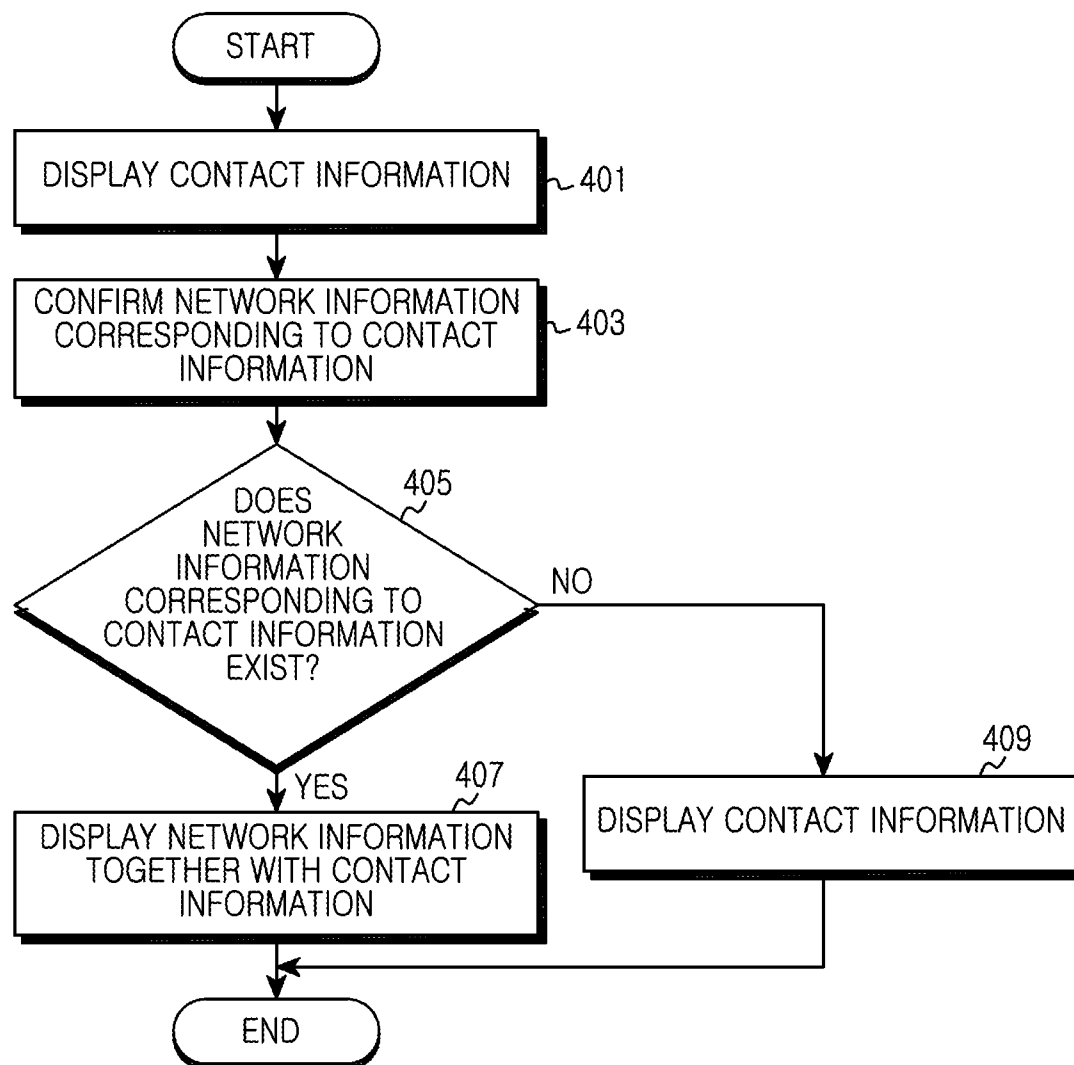 START
DISPLAY CONTACT INFORMATION
401
CONFIRM NETWORK INFORMATION
CORRESPONDING TO CONTACT
INFORMATION
403
405
DOES
NETWORK
INFORMATION
CORRESPONDING TO
CONTACT INFORMATION
EXIST?
NO
YES
407
DISPLAY NETWORK INFORMATION
TOGETHER WITH CONTACT
INFORMATION
409
DISPLAY CONTACT INFORMATION
END